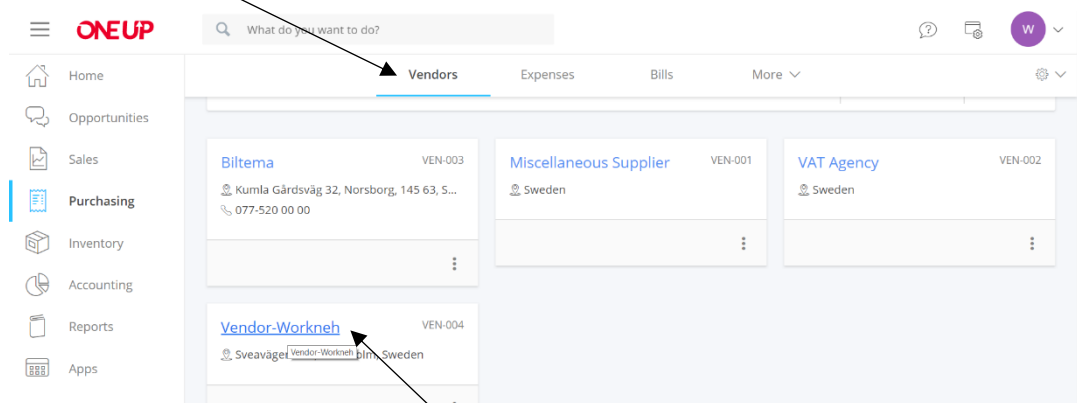 ONEUP
What do you want to do?
W
Home
Vendors
Expenses
Bills
More
Opportunities
Sales
Purchasing
Inventory
Accounting
Reports
Apps
Biltema
VEN-003
Kumla Gårdsväg 32, Norsborg, 145 63, S...
077-520 00 00
Miscellaneous Supplier
VEN-001
Sweden
VAT Agency
VEN-002
Sweden
Vendor-Workneh
VEN-004
Vendor-Workneh
Sweden